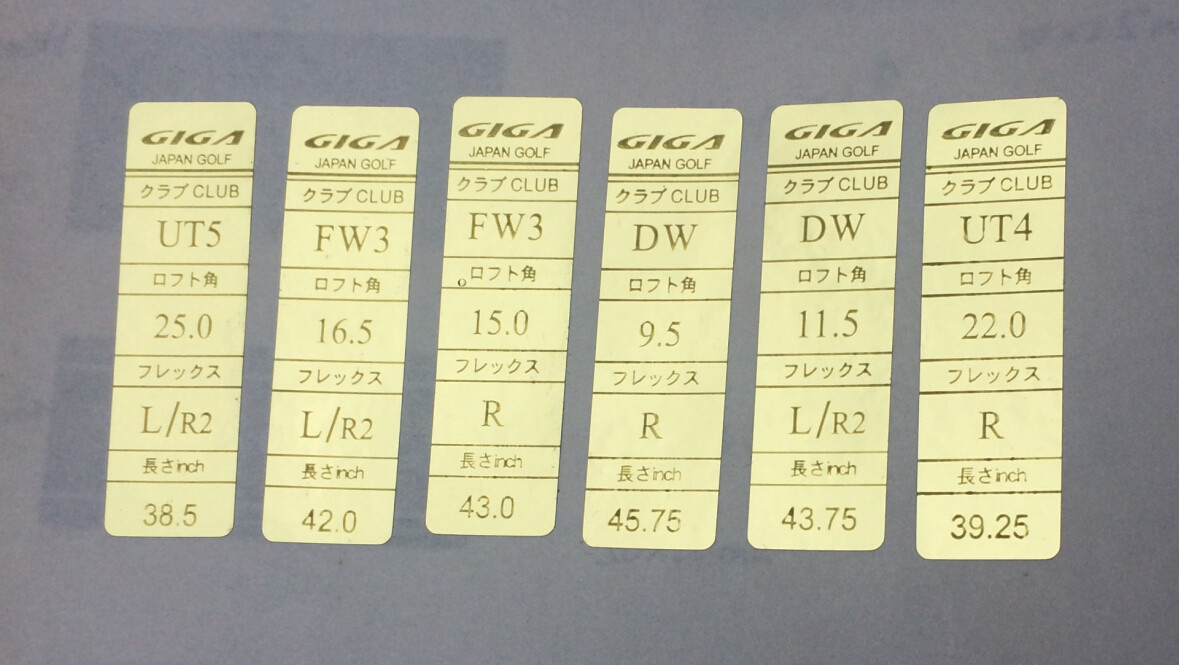 GIGA
JAPAN GOLF
クラブ CLUB
UT5
ロフト角
25.0
フレックス
L/R2
長さinch
38.5
GIGA
JAPAN GOLF
クラブ CLUB
FW3
ロフト角
16.5
フレックス
L/R2
長さinch
42.0
GIGA
JAPAN GOLF
クラブ CLUB
FW3
ロフト角
15.0
フレックス
R
長さinch
43.0
GIGA
JAPAN GOLF
クラブ CLUB
DW
ロフト角
9.5
フレックス
R
長さinch
45.75
GIGA
JAPAN GOLF
クラブ CLUB
DW
ロフト角
11.5
フレックス
L/R2
長さinch
43.75
GIGA
JAPAN GOLF
クラブ CLUB
UT4
ロフト角
22.0
フレックス
R
長さinch
39.25